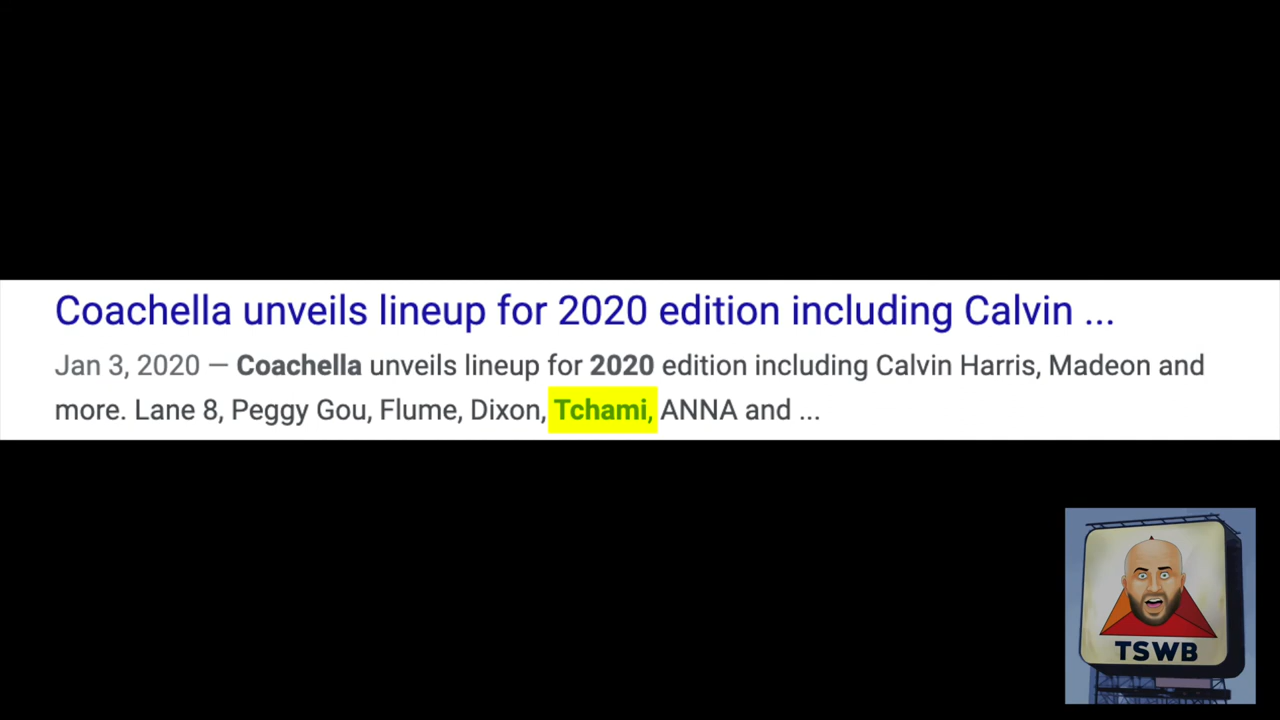 Coachella unveils lineup for 2020 edition including Calvin ...
Jan 3, 2020 — Coachella unveils lineup for 2020 edition including Calvin Harris, Madeon and
more. Lane 8, Peggy Gou, Flume, Dixon, Tchami, ANNA and ...
TSWB